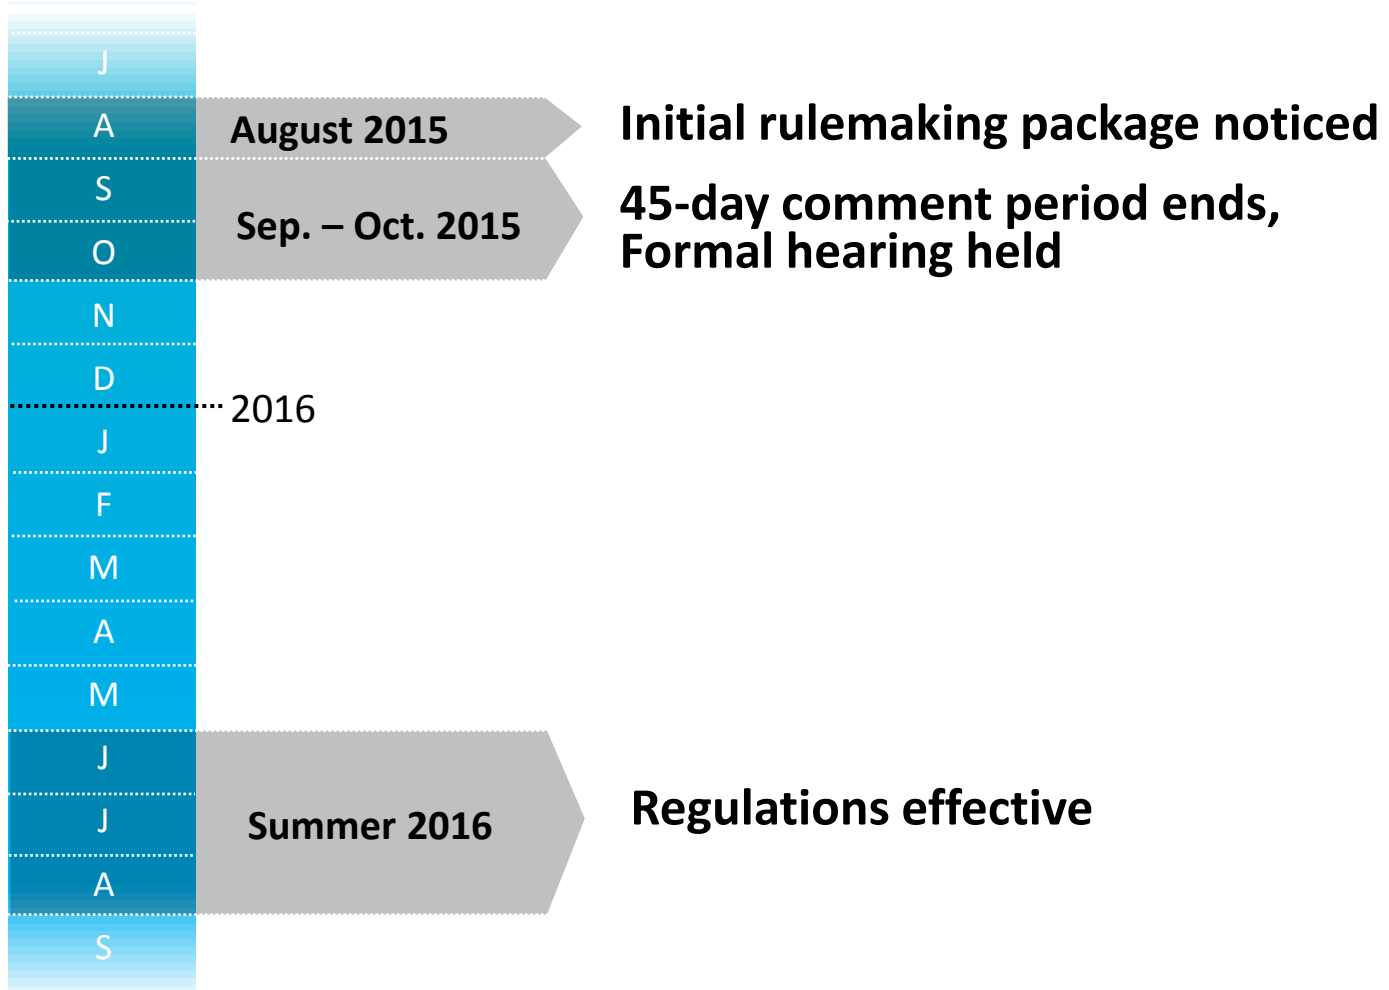 J
A
August 2015
Initial rulemaking package noticed
S
O
Sep. – Oct. 2015
45-day comment period ends,
Formal hearing held
N
D
2016
J
F
M
A
M
J
J
A
Summer 2016
Regulations effective
S